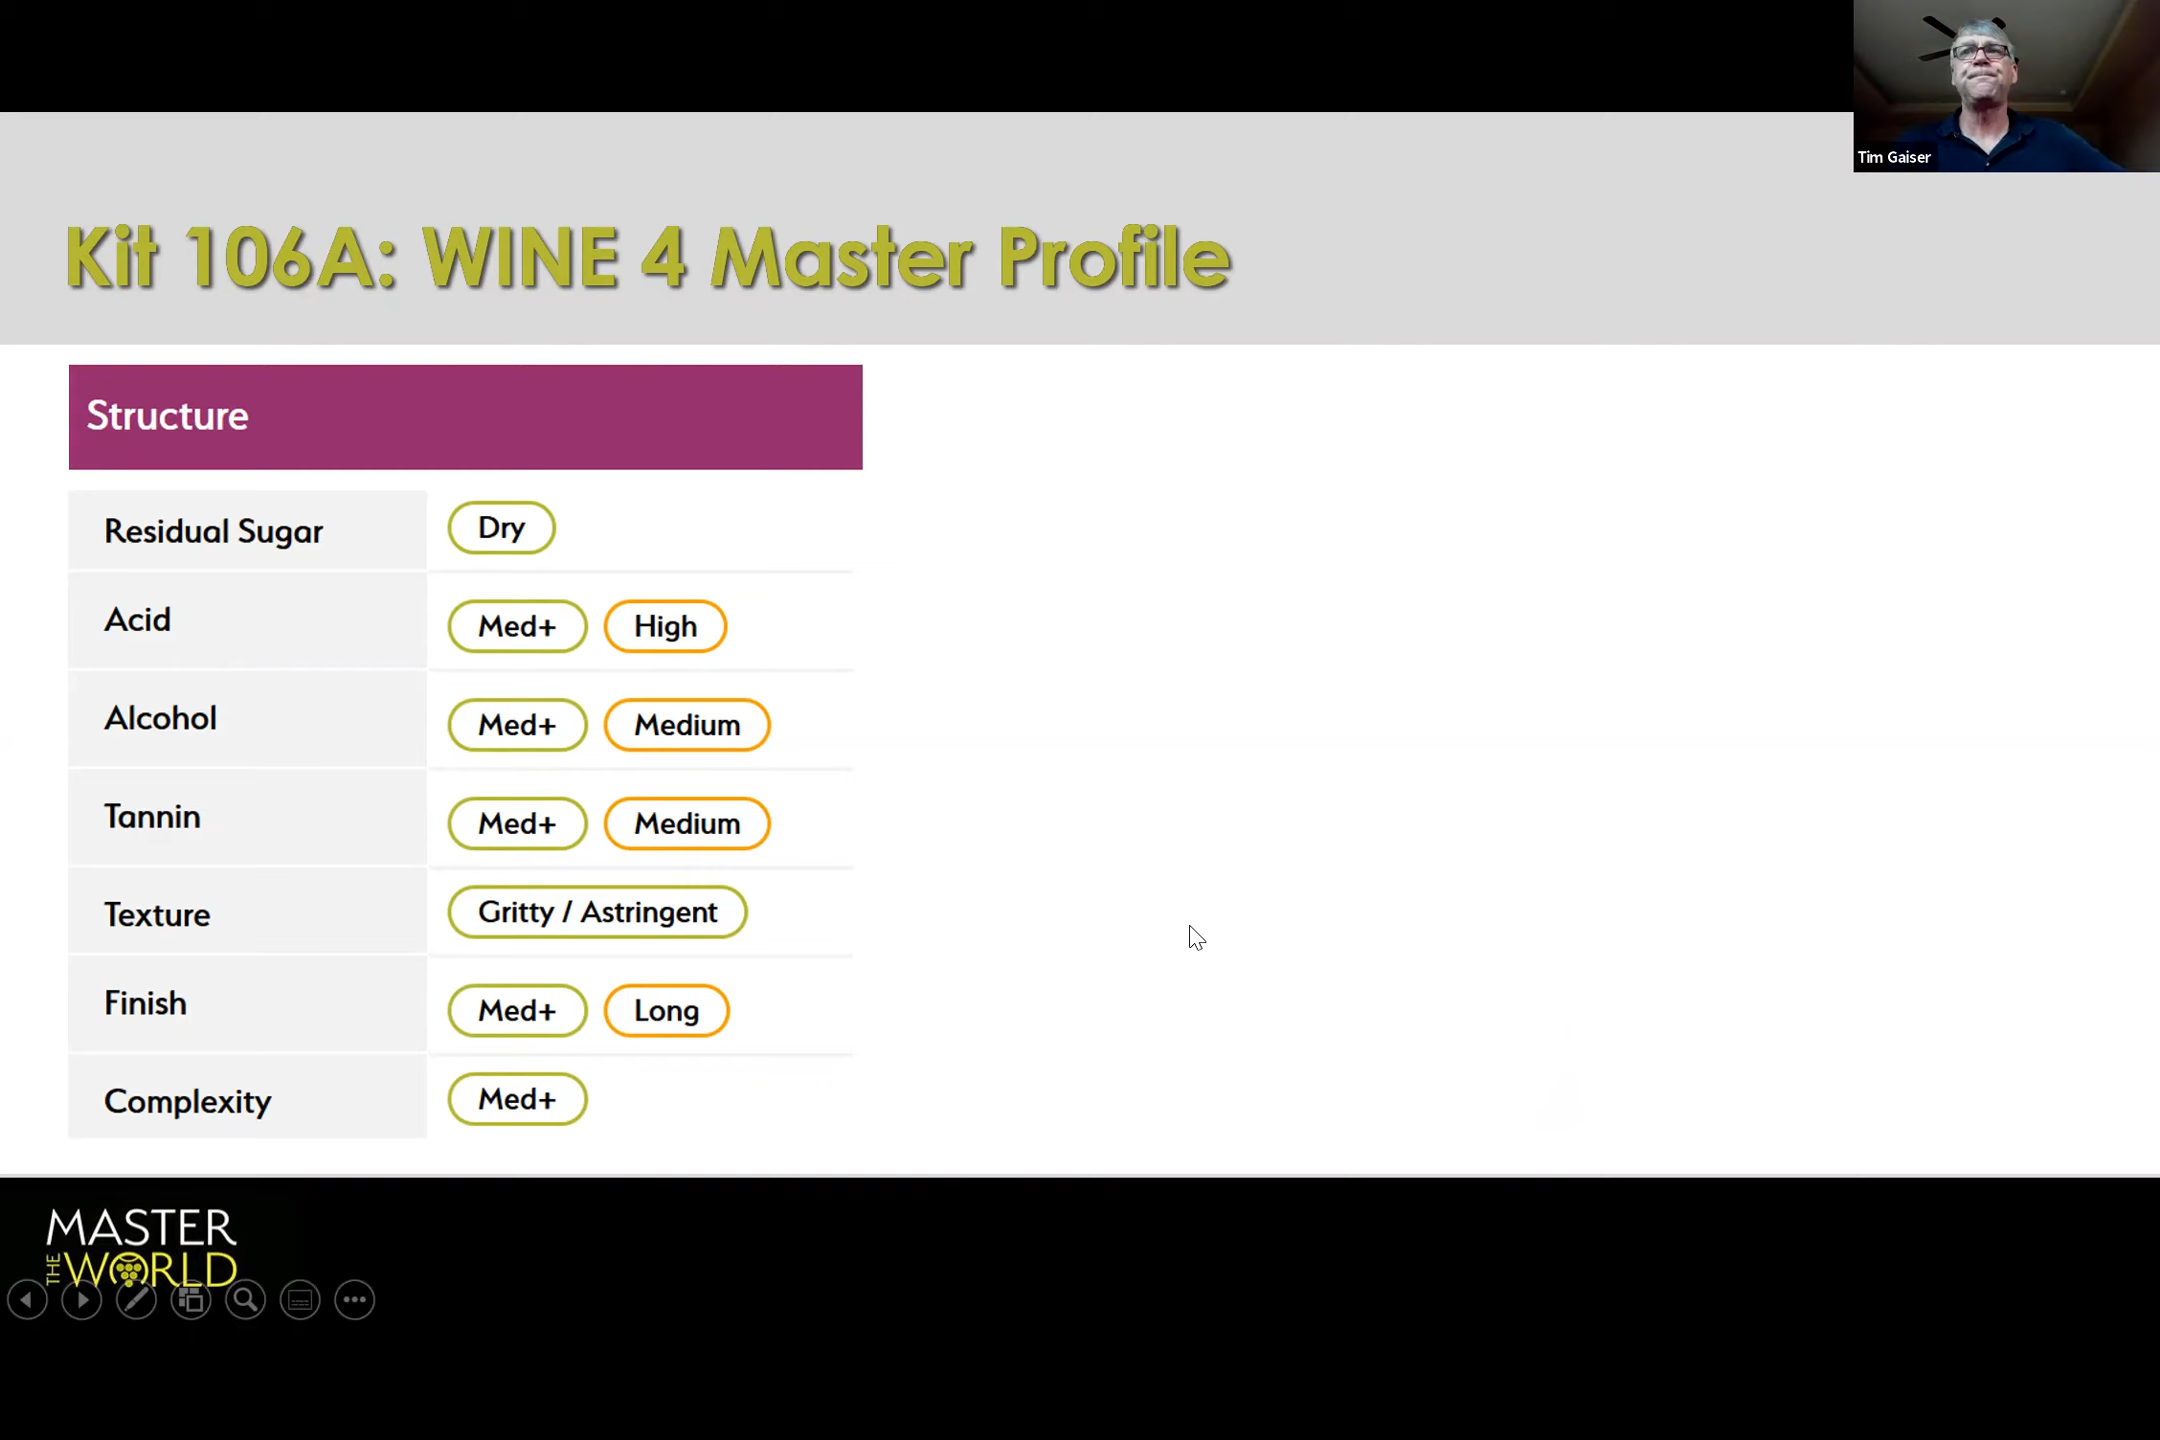 Tim Gaiser
Kit 106A: WINE 4 Master Profile
Structure
Residual Sugar Dry
Acid Med+ High
Alcohol Med+ Medium
Tannin Med+ Medium
Texture Gritty / Astringent
Finish Med+ Long
Complexity Med+
MASTER
THE WORLD